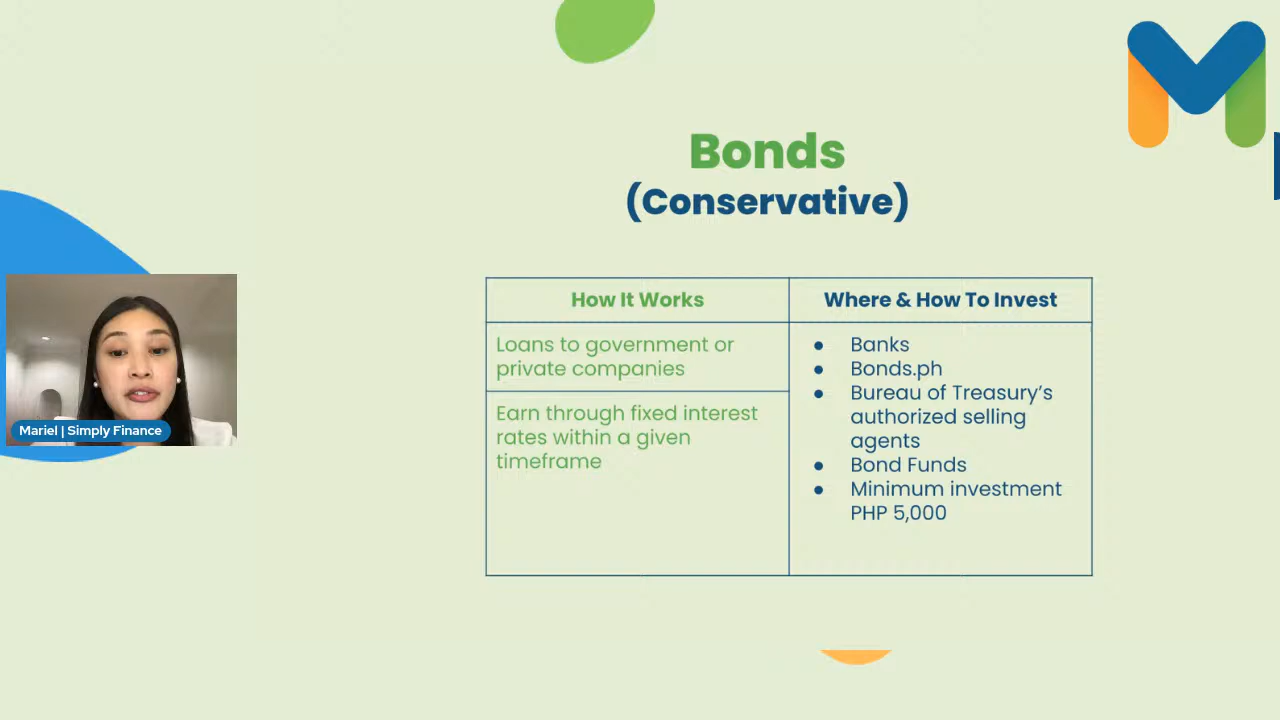 Bonds
(Conservative)
How It Works
Where & How To Invest
Loans to government or
private companies
Earn through fixed interest
rates within a given
timeframe
● Banks
● Bonds.ph
● Bureau of Treasury’s
authorized selling
agents
● Bond Funds
● Minimum investment
PHP 5,000
Mariel | Simply Finance